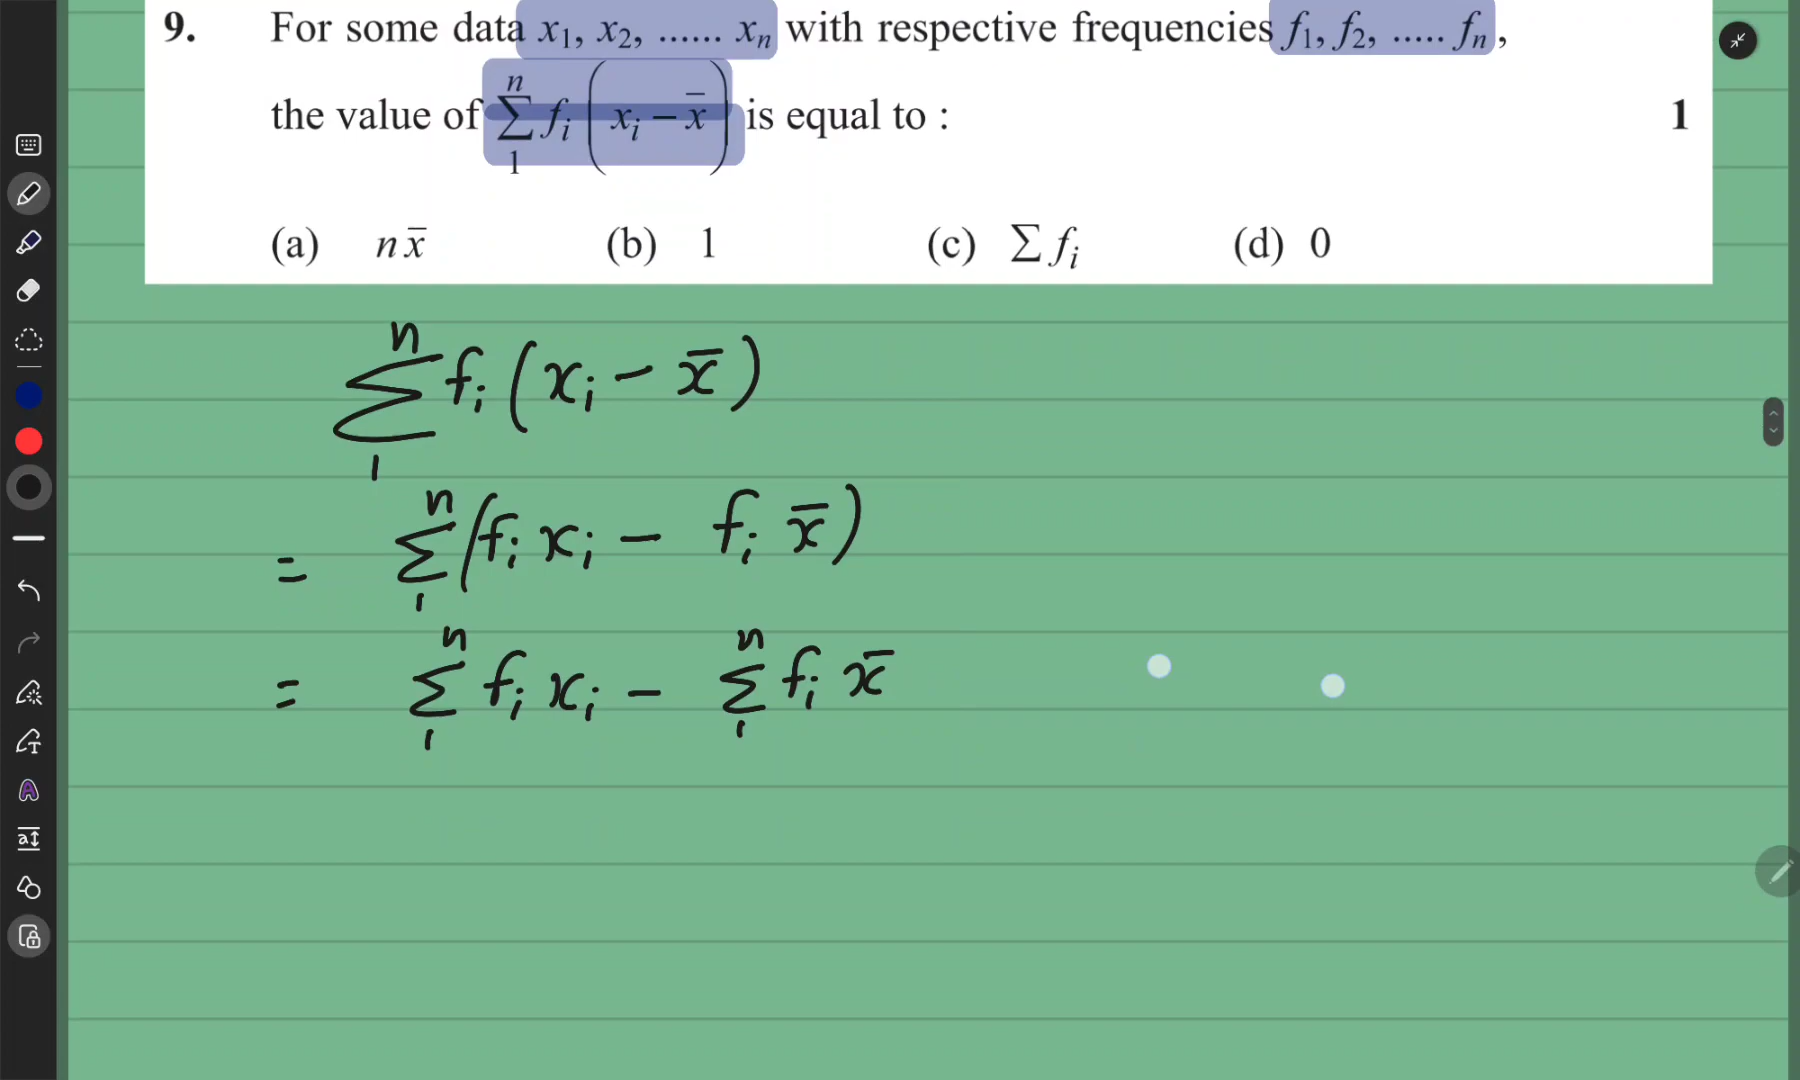 9. For some data x₁, x₂, ...... xₙ with respective frequencies f₁, f₂, ..... fₙ,
the value of ∑₁ⁿ fᵢ (xᵢ − x̄) is equal to : 1
(a) n x̄ (b) 1 (c) ∑ fᵢ (d) 0
∑₁ⁿ fᵢ (xᵢ − x̄)
= ∑₁ⁿ (fᵢ xᵢ − fᵢ x̄)
= ∑₁ⁿ fᵢ xᵢ − ∑₁ⁿ fᵢ x̄